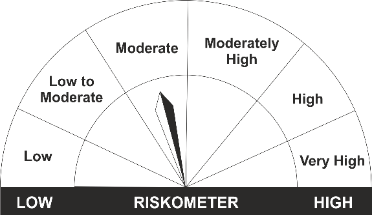 Moderate
Moderately
High
Low to
Moderate
High
Low
Very High
LOW RISKOMETER HIGH